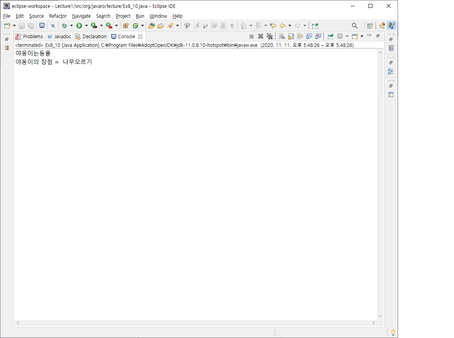 eclipse-workspace - Lecture1/src/org/javara/lecture/Ex8_10.java - Eclipse IDE
File Edit Source Refactor Navigate Search Project Run Window Help
Problems Javadoc Declaration Console
<terminated> Ex8_10 [Java Application] C:\Program Files\AdoptOpenJDK\jdk-11.0.8.10-hotspot\bin\javaw.exe (2020. 11. 11. 오후 5:48:26 – 오후 5:48:26)
야옹이는동물
야옹이의 장점 = 나무오르기